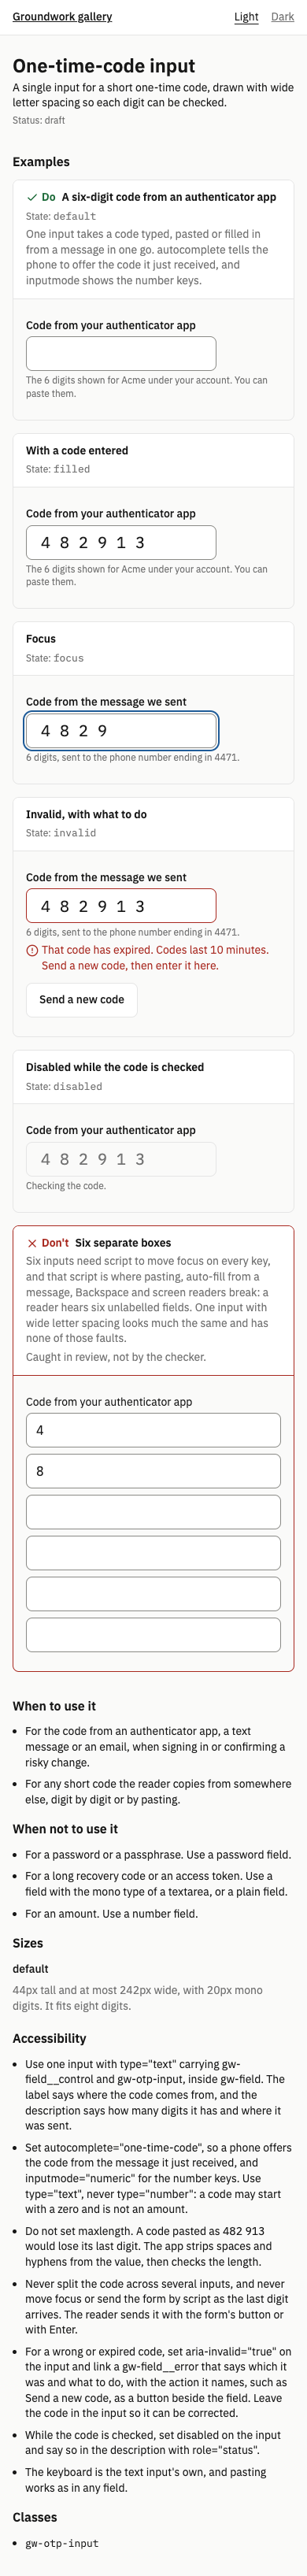 Groundwork gallery
Light
Dark
One-time-code input
A single input for a short one-time code, drawn with wide
letter spacing so each digit can be checked.
Status: draft
Examples
Do A six-digit code from an authenticator app
State: default
One input takes a code typed, pasted or filled in
from a message in one go. autocomplete tells the
phone to offer the code it just received, and
inputmode shows the number keys.
Code from your authenticator app
The 6 digits shown for Acme under your account. You can
paste them.
With a code entered
State: filled
Code from your authenticator app
4 8 2 9 1 3
The 6 digits shown for Acme under your account. You can
paste them.
Focus
State: focus
Code from the message we sent
4 8 2 9
6 digits, sent to the phone number ending in 4471.
Invalid, with what to do
State: invalid
Code from the message we sent
4 8 2 9 1 3
6 digits, sent to the phone number ending in 4471.
That code has expired. Codes last 10 minutes.
Send a new code, then enter it here.
Send a new code
Disabled while the code is checked
State: disabled
Code from your authenticator app
4 8 2 9 1 3
Checking the code.
Don't Six separate boxes
Six inputs need script to move focus on every key,
and that script is where pasting, auto-fill from a
message, Backspace and screen readers break: a
reader hears six unlabelled fields. One input with
wide letter spacing looks much the same and has
none of those faults.
Caught in review, not by the checker.
Code from your authenticator app
4
8
When to use it
• For the code from an authenticator app, a text
message or an email, when signing in or confirming a
risky change.
• For any short code the reader copies from somewhere
else, digit by digit or by pasting.
When not to use it
• For a password or a passphrase. Use a password field.
• For a long recovery code or an access token. Use a
field with the mono type of a textarea, or a plain field.
• For an amount. Use a number field.
Sizes
default
44px tall and at most 242px wide, with 20px mono
digits. It fits eight digits.
Accessibility
• Use one input with type="text" carrying gw-
field__control and gw-otp-input, inside gw-field. The
label says where the code comes from, and the
description says how many digits it has and where it
was sent.
• Set autocomplete="one-time-code", so a phone offers
the code from the message it just received, and
inputmode="numeric" for the number keys. Use
type="text", never type="number": a code may start
with a zero and is not an amount.
• Do not set maxlength. A code pasted as 482 913
would lose its last digit. The app strips spaces and
hyphens from the value, then checks the length.
• Never split the code across several inputs, and never
move focus or send the form by script as the last digit
arrives. The reader sends it with the form's button or
with Enter.
• For a wrong or expired code, set aria-invalid="true" on
the input and link a gw-field__error that says which it
was and what to do, with the action it names, such as
Send a new code, as a button beside the field. Leave
the code in the input so it can be corrected.
• While the code is checked, set disabled on the input
and say so in the description with role="status".
• The keyboard is the text input's own, and pasting
works as in any field.
Classes
• gw-otp-input